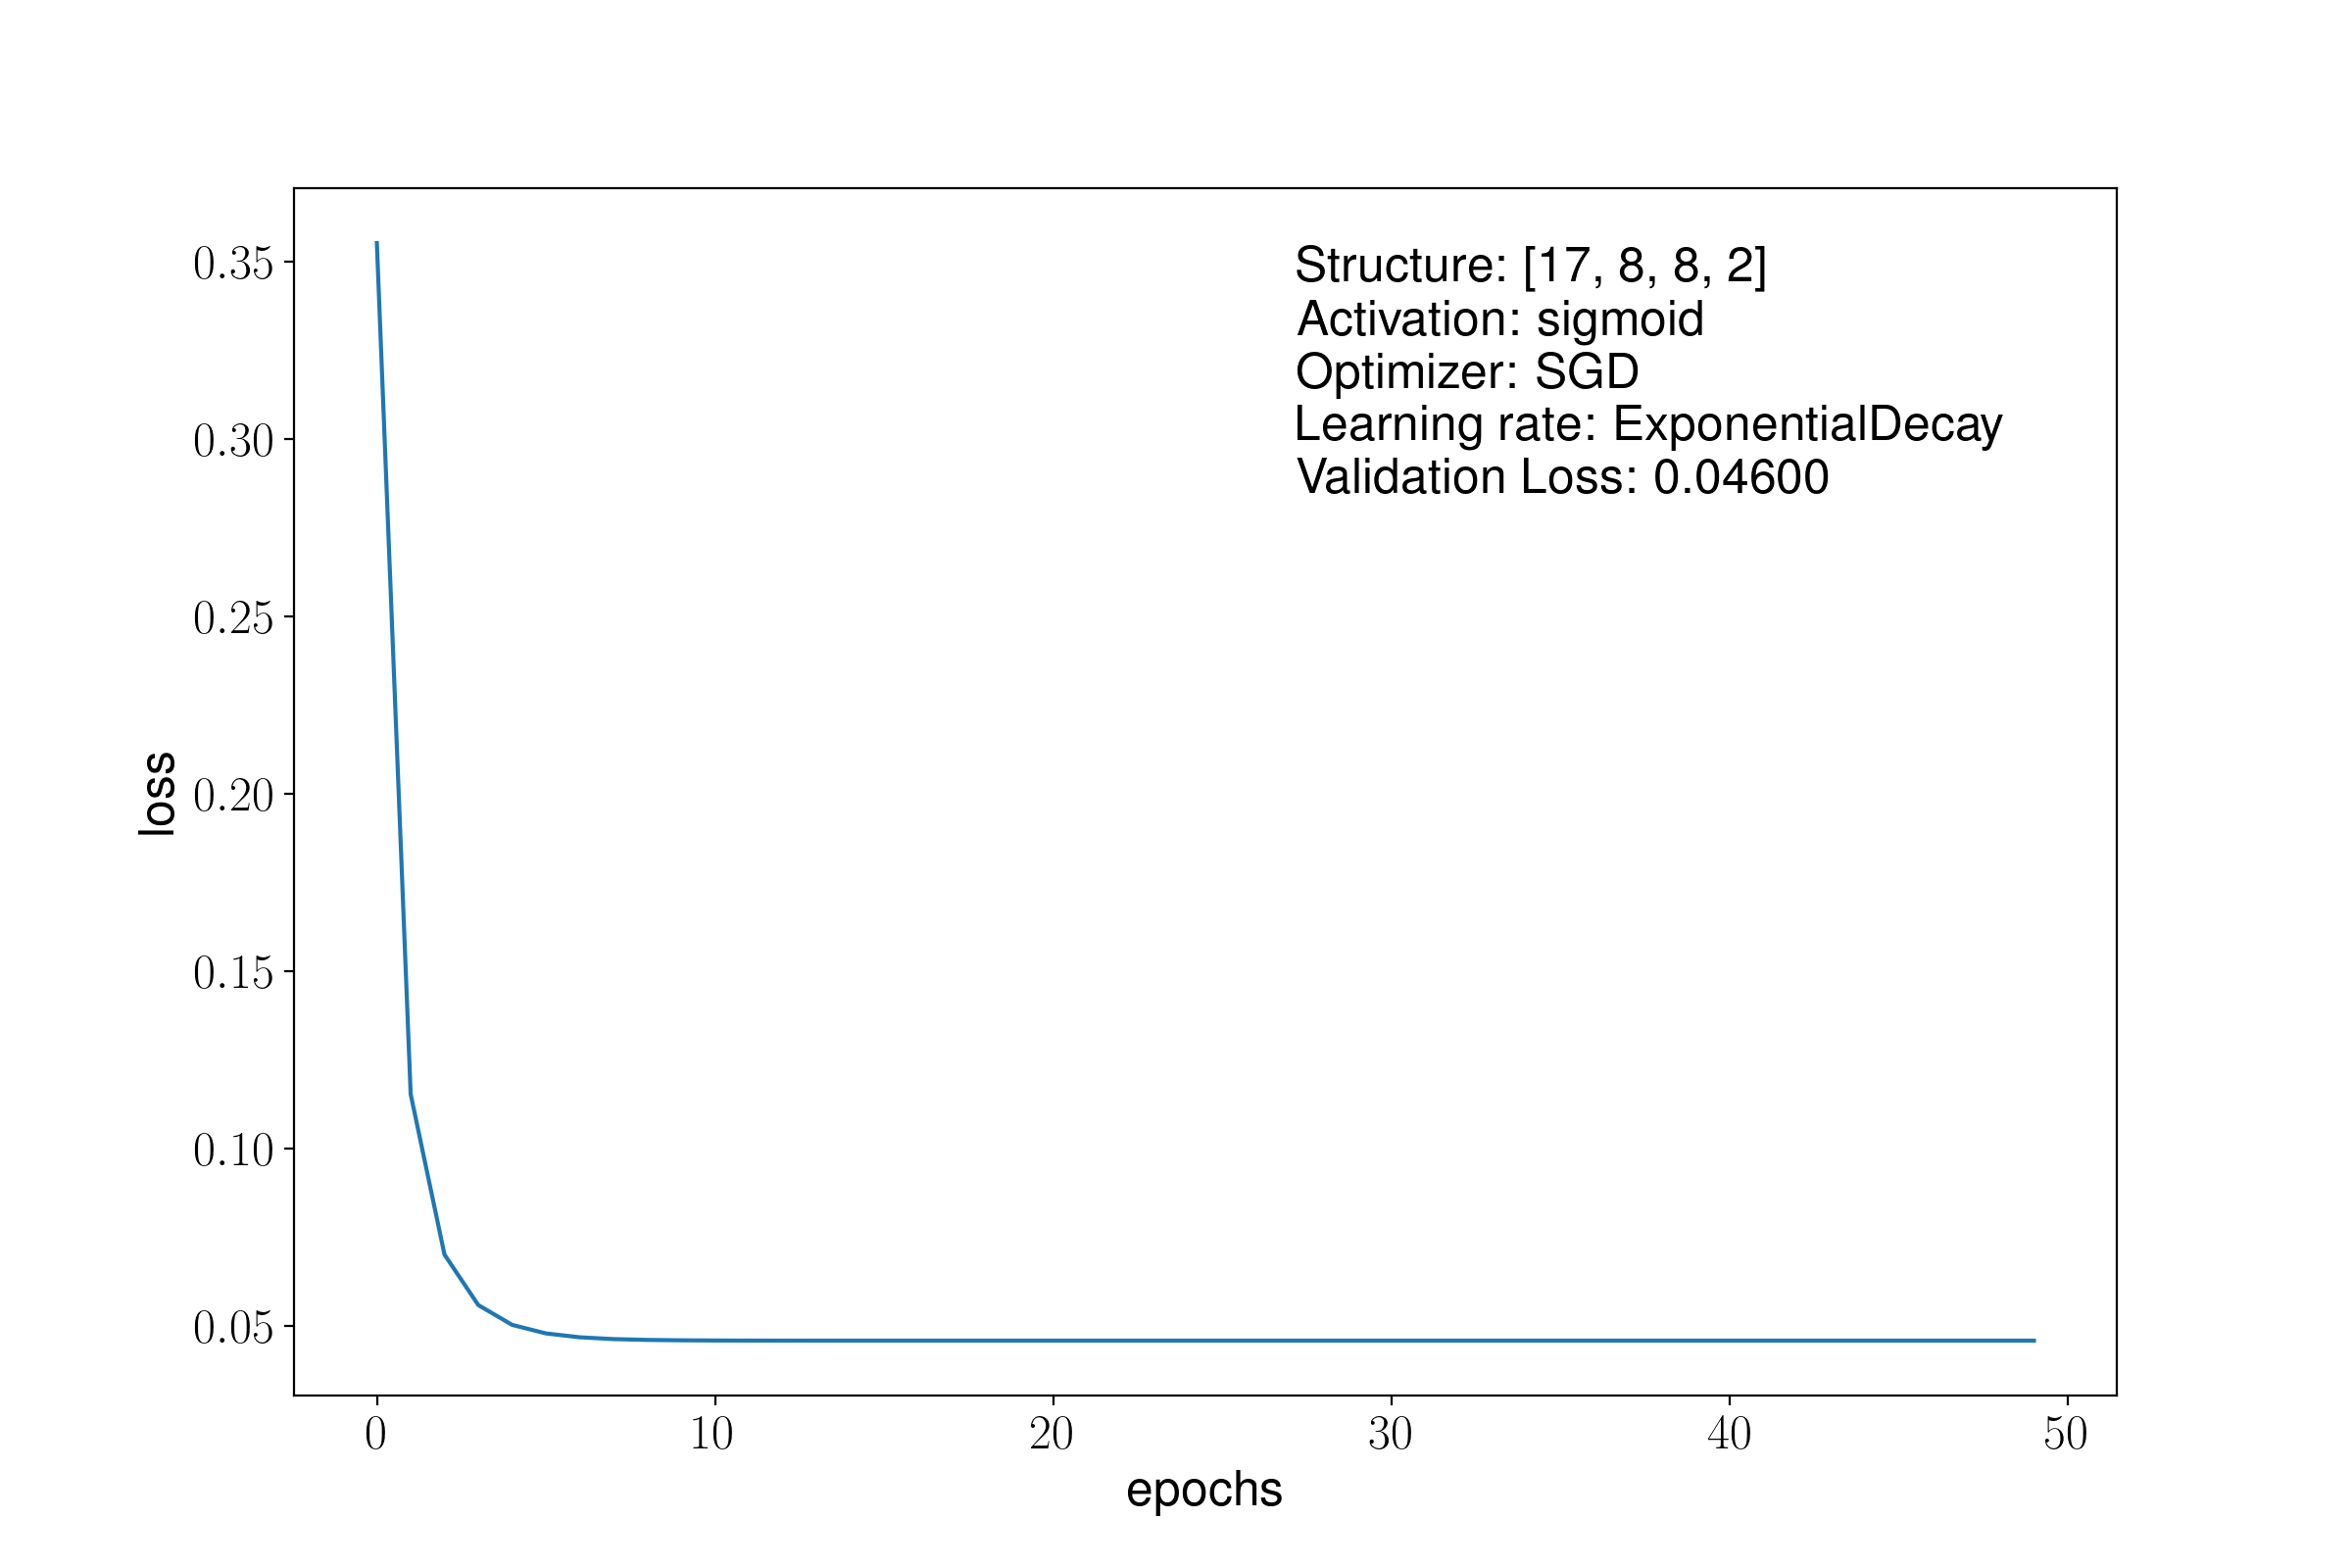 Structure: [17, 8, 8, 2]
Activation: sigmoid
Optimizer: SGD
Learning rate: ExponentialDecay
Validation Loss: 0.04600
0.35
0.30
0.25
0.20
0.15
0.10
0.05
loss
0 10 20 30 40 50
epochs